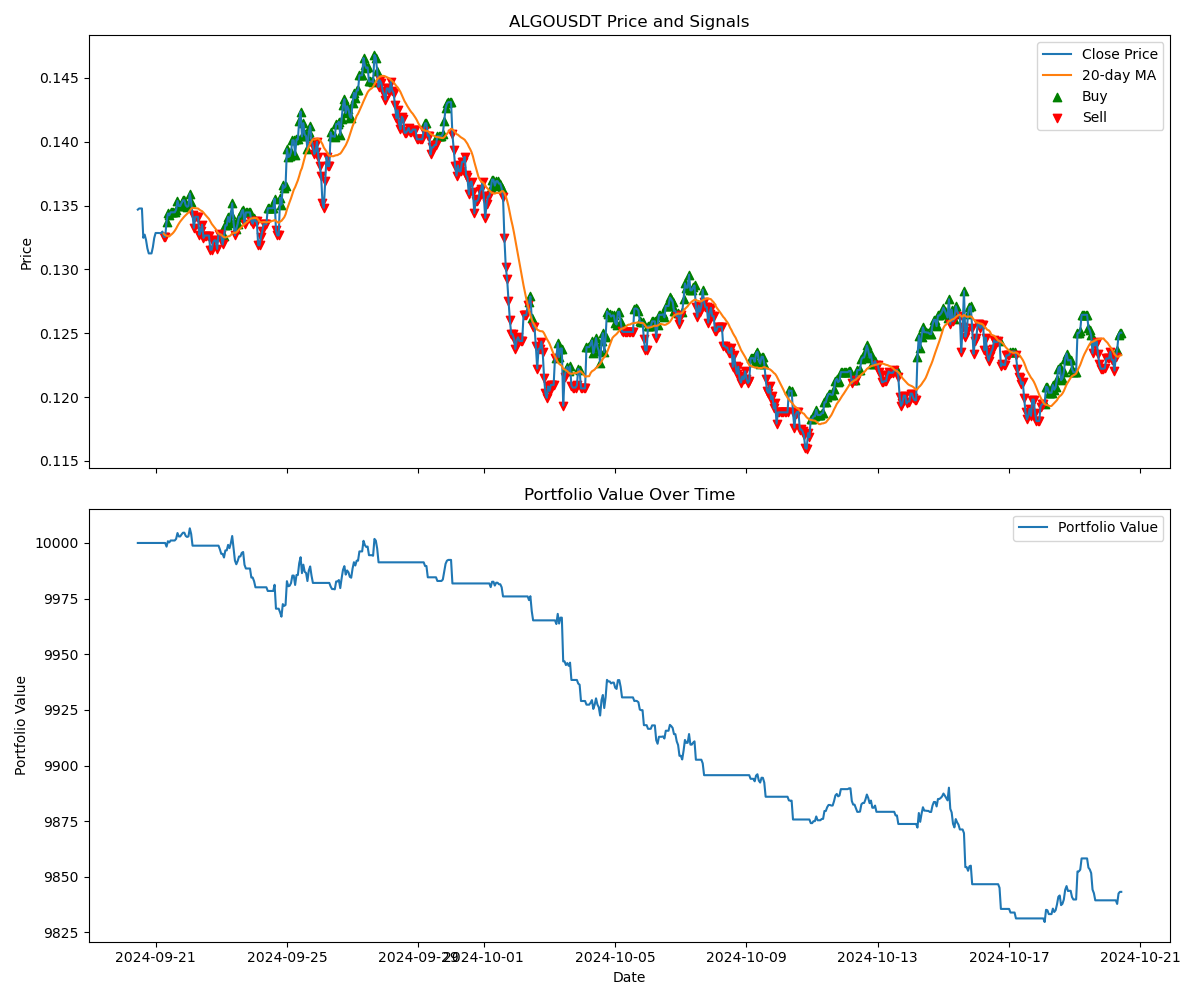 ALGOUSDT Price and Signals
Close Price
20-day MA
Buy
Sell
0.145
0.140
0.135
0.130
0.125
0.120
0.115
Price
Portfolio Value Over Time
Portfolio Value
10000
9975
9950
9925
9900
9875
9850
9825
Portfolio Value
2024-09-21 2024-09-25 2024-09-29 2024-10-01 2024-10-05 2024-10-09 2024-10-13 2024-10-17 2024-10-21
Date